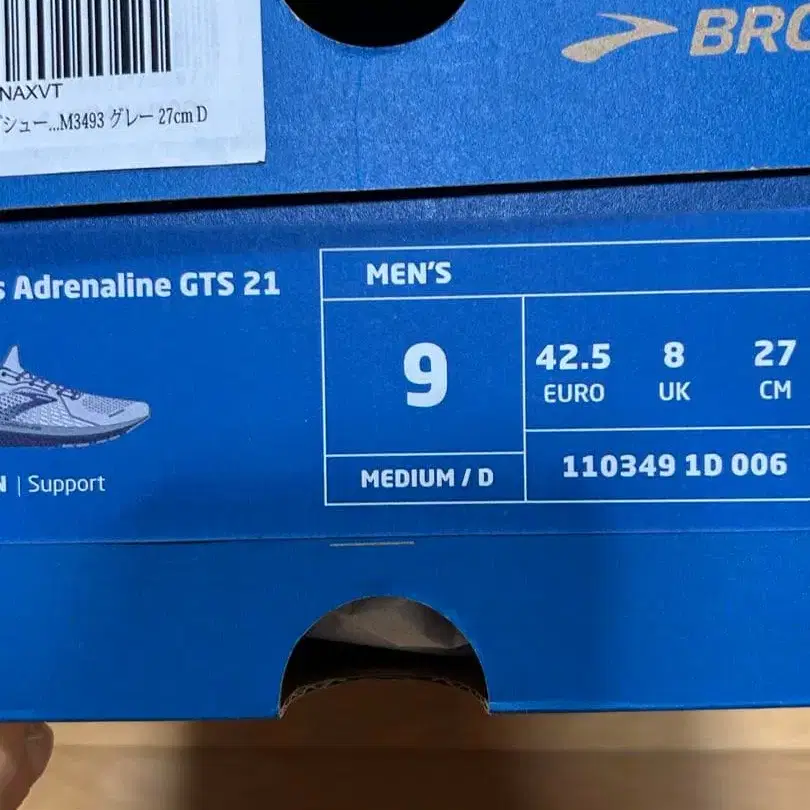 NAXVT
シュー...M3493 グレー 27cm D
BRO
s Adrenaline GTS 21
MEN'S
9
42.5 8 27
EURO UK CM
MEDIUM / D
110349 1D 006
N | Support